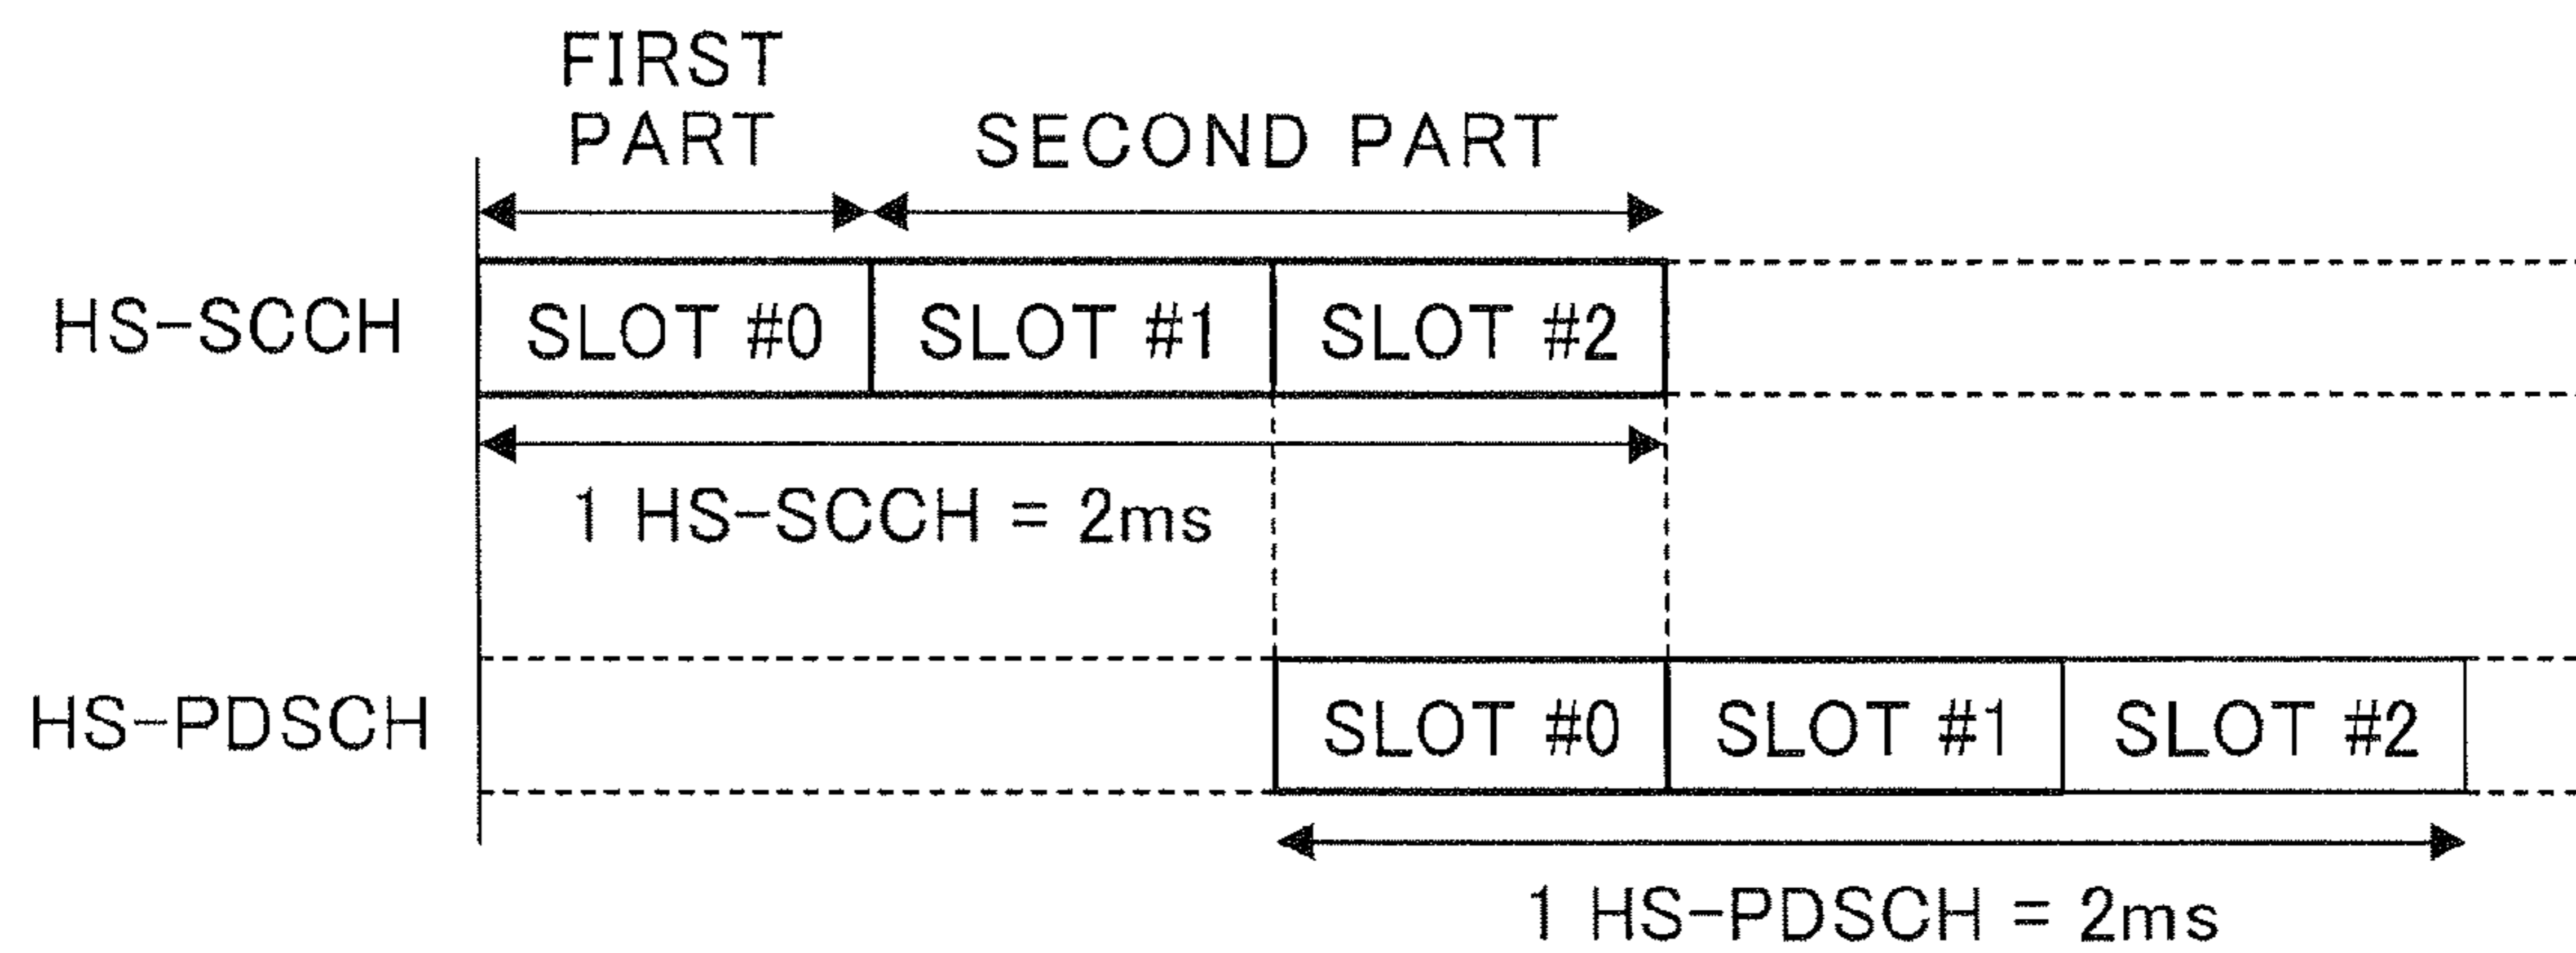 FIRST
PART
SECOND PART
HS-SCCH
SLOT #0
SLOT #1
SLOT #2
1 HS-SCCH = 2ms
HS-PDSCH
SLOT #0
SLOT #1
SLOT #2
1 HS-PDSCH = 2ms